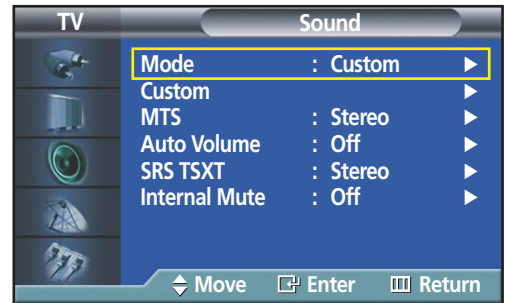 TV Sound
Mode : Custom
Custom
MTS : Stereo
Auto Volume : Off
SRS TSXT : Stereo
Internal Mute : Off
Move Enter Return